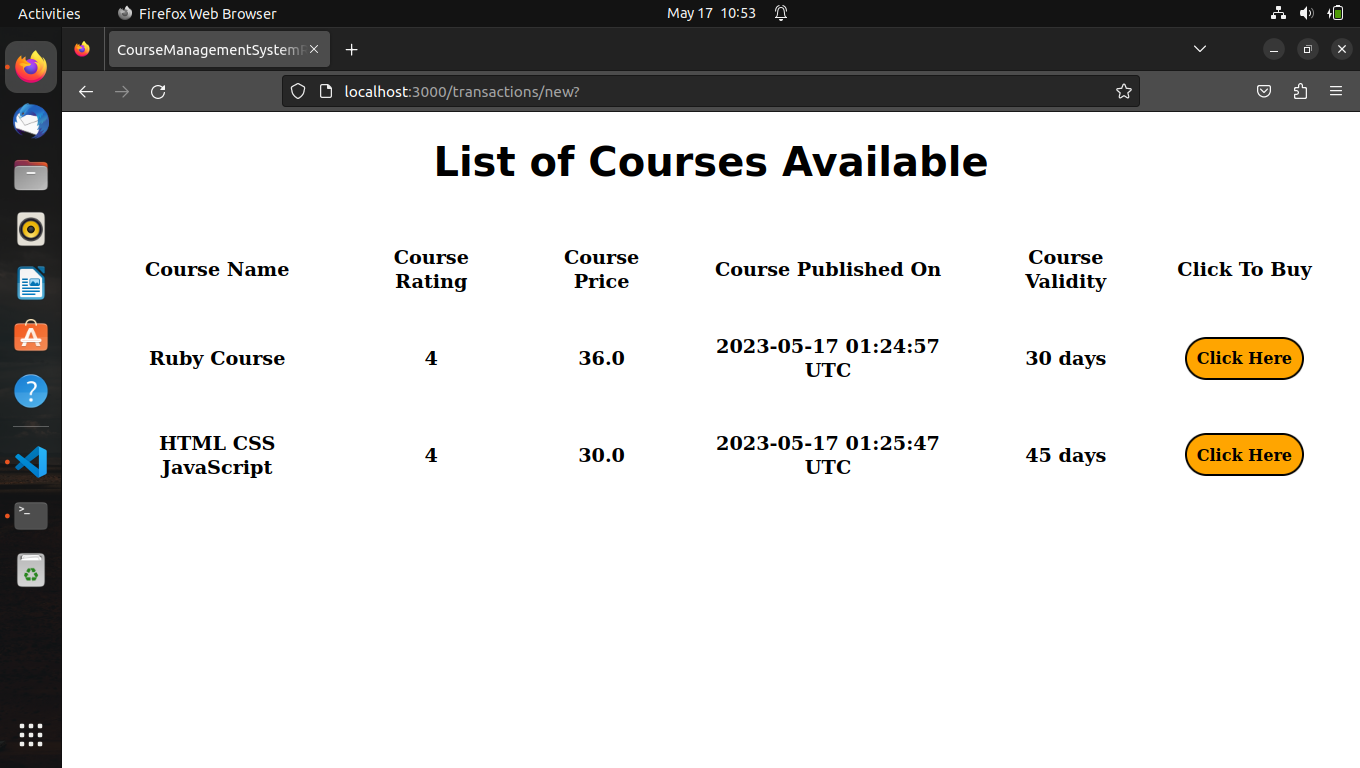 Activities
Firefox Web Browser
May 17 10:53
CourseManagementSystem
localhost:3000/transactions/new?
List of Courses Available
Course Name
Course
Rating
Course
Price
Course Published On
Course
Validity
Click To Buy
Ruby Course
4
36.0
2023-05-17 01:24:57
UTC
30 days
Click Here
HTML CSS
JavaScript
4
30.0
2023-05-17 01:25:47
UTC
45 days
Click Here